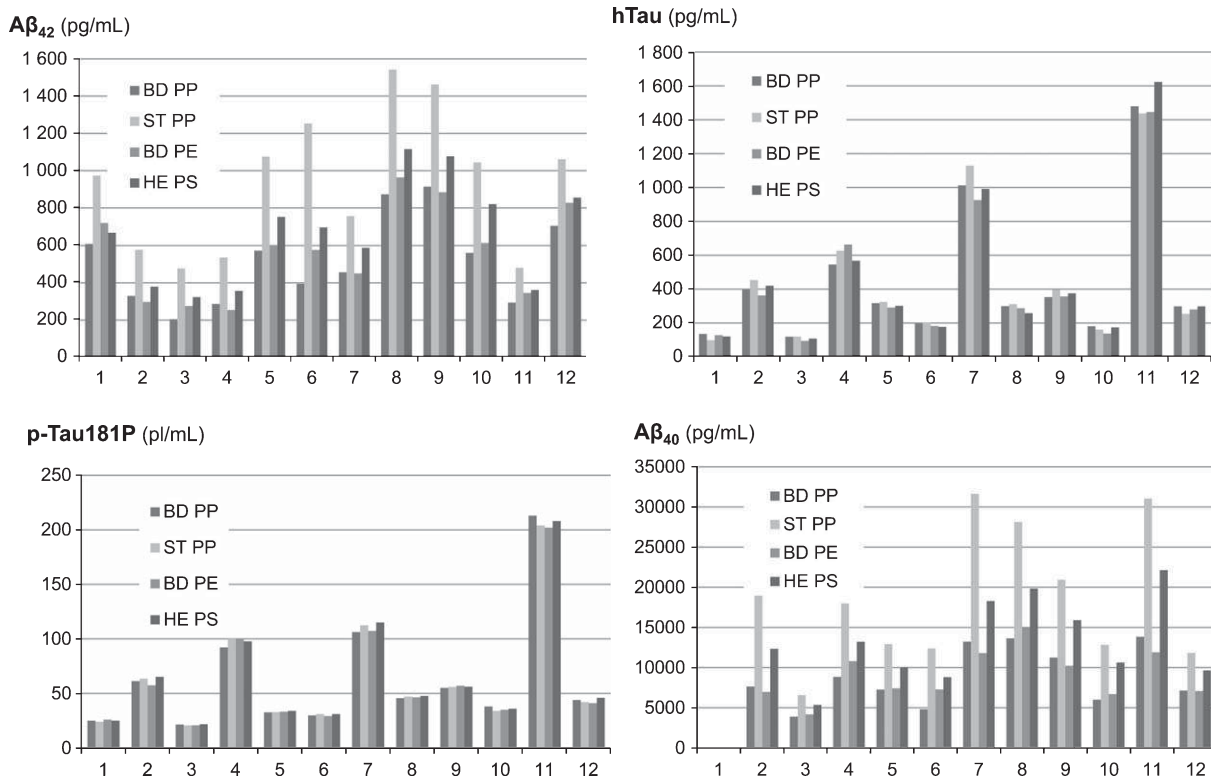 Aβ₄₂ (pg/mL)
1 600
1 400
1 200
1 000
800
600
400
200
0
BD PP
ST PP
BD PE
HE PS
1 2 3 4 5 6 7 8 9 10 11 12
hTau (pg/mL)
1 800
1 600
1 400
1 200
1 000
800
600
400
200
0
BD PP
ST PP
BD PE
HE PS
1 2 3 4 5 6 7 8 9 10 11 12
p-Tau181P (pl/mL)
250
200
150
100
50
0
BD PP
ST PP
BD PE
HE PS
1 2 3 4 5 6 7 8 9 10 11 12
Aβ₄₀ (pg/mL)
35000
30000
25000
20000
15000
10000
5000
0
BD PP
ST PP
BD PE
HE PS
1 2 3 4 5 6 7 8 9 10 11 12